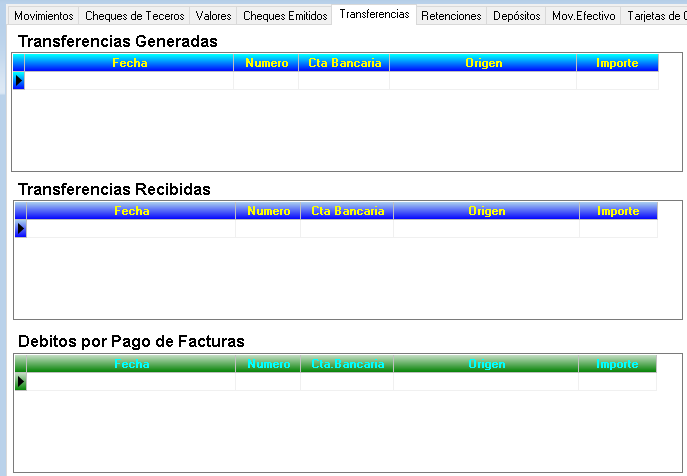 Movimientos Cheques de Teceros Valores Cheques Emitidos Transferencias Retenciones Depósitos Mov.Efectivo Tarjetas de
Transferencias Generadas
Fecha Numero Cta Bancaria Origen Importe
Transferencias Recibidas
Fecha Numero Cta Bancaria Origen Importe
Debitos por Pago de Facturas
Fecha Numero Cta.Bancaria Origen Importe